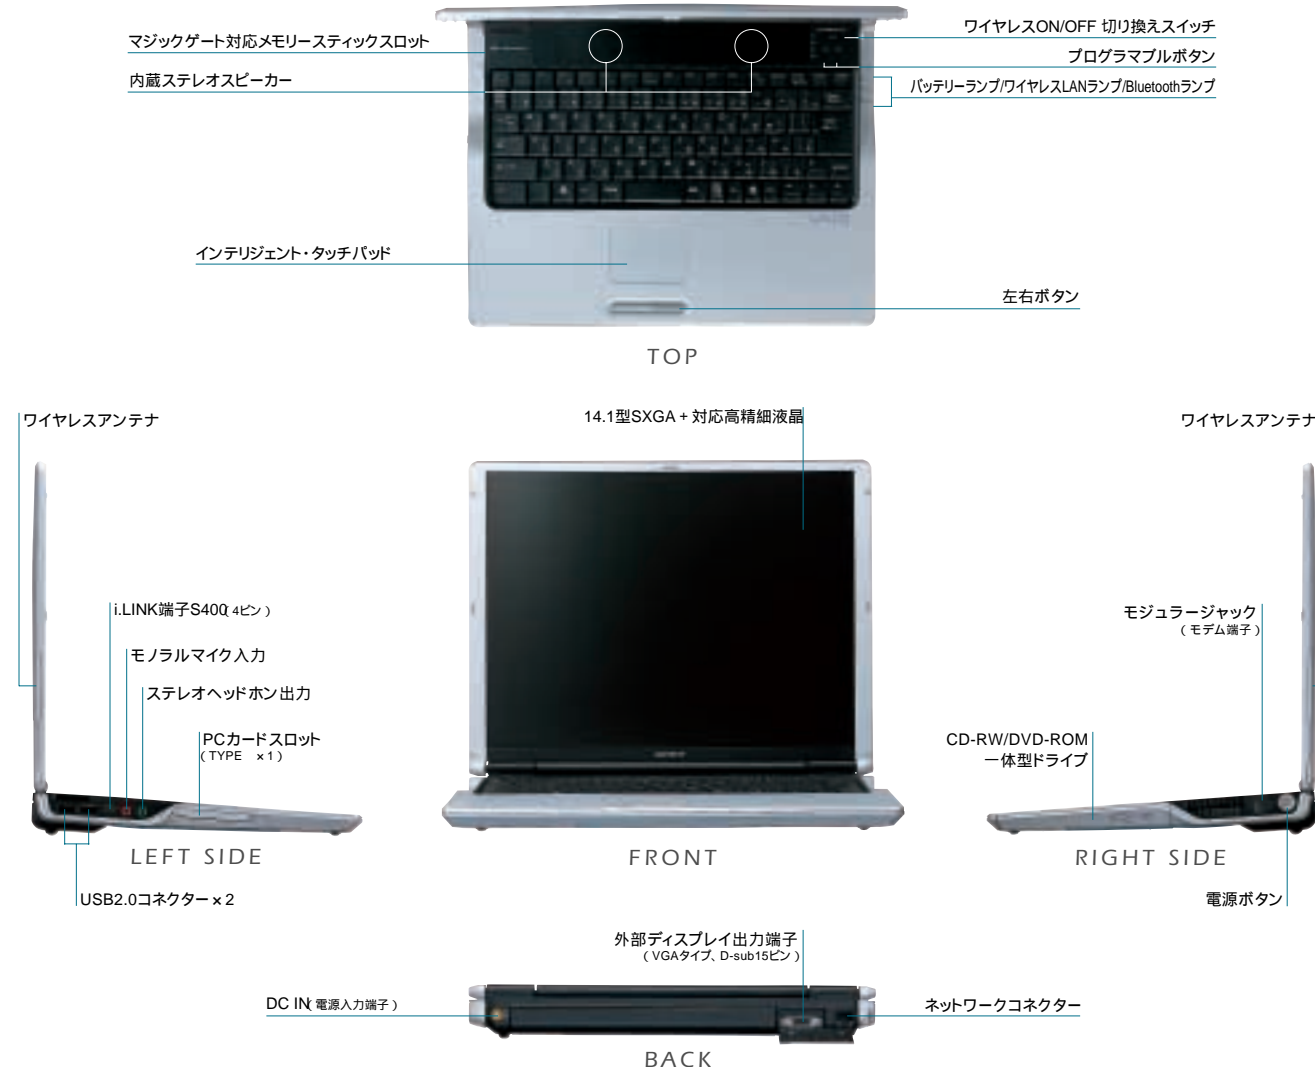 マジックゲート対応メモリースティックスロット
内蔵ステレオスピーカー
ワイヤレスON/OFF 切り換えスイッチ
プログラマブルボタン
バッテリーランプ/ワイヤレスLANランプ/Bluetoothランプ
インテリジェント・タッチパッド
左右ボタン
TOP
ワイヤレスアンテナ
14.1型SXGA + 対応高精細液晶
ワイヤレスアンテナ
i.LINK端子S400(4ピン)
モノラルマイク入力
ステレオヘッドホン出力
PCカードスロット
(TYPE ×1)
モジュラージャック
(モデム端子)
CD-RW/DVD-ROM
一体型ドライブ
LEFT SIDE
FRONT
RIGHT SIDE
USB2.0コネクター×2
電源ボタン
外部ディスプレイ出力端子
(VGAタイプ、D-sub15ピン)
DC IN(電源入力端子)
ネットワークコネクター
BACK